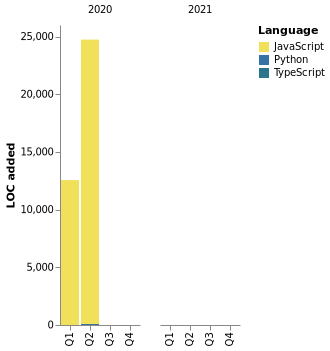 2020 2021
Language
JavaScript
Python
TypeScript
LOC added
25,000
20,000
15,000
10,000
5,000
0
Q1 Q2 Q3 Q4 Q1 Q2 Q3 Q4